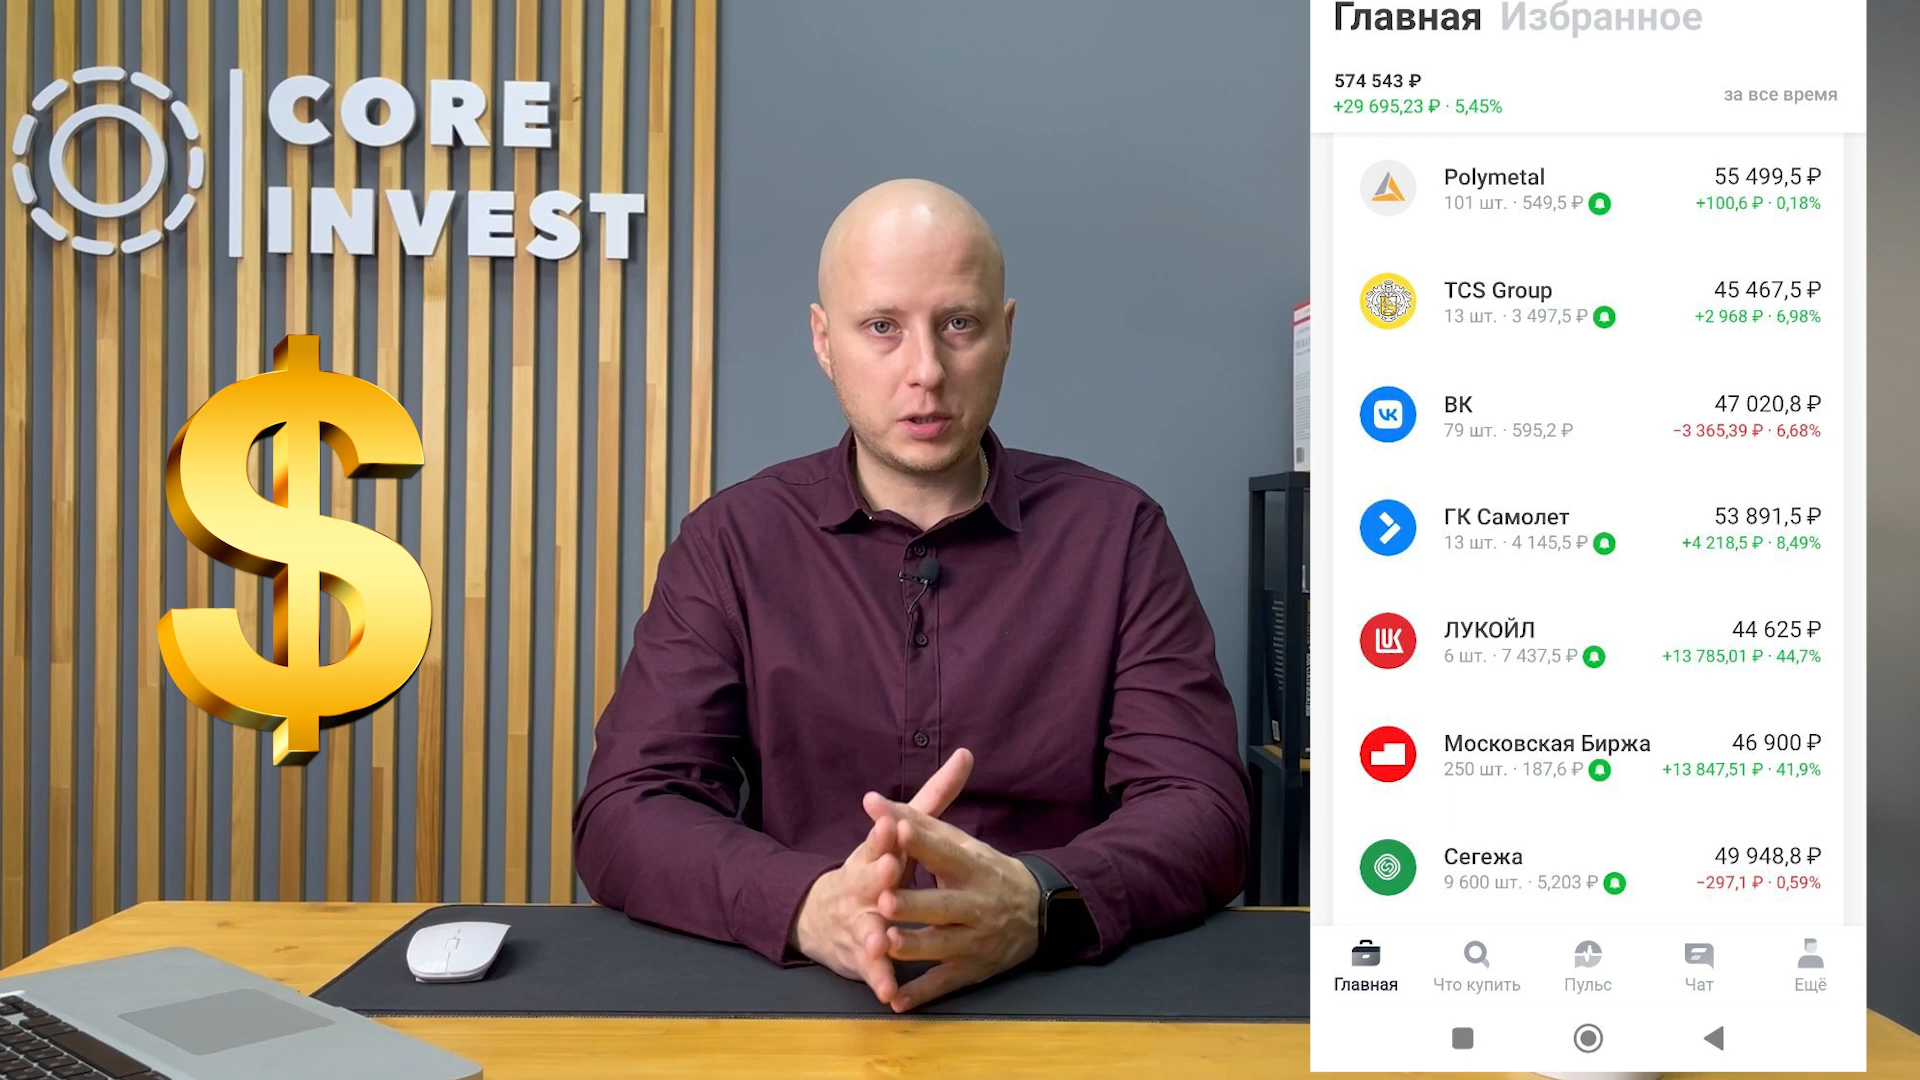 CORE
INVEST
Главная Избранное
574 543 ₽
+29 695,23 ₽ · 5,45%
за все время
Polymetal
55 499,5 ₽
101 шт. · 549,5 ₽
+100,6 ₽ · 0,18%
TCS Group
45 467,5 ₽
13 шт. · 3 497,5 ₽
+2 968 ₽ · 6,98%
ВК
47 020,8 ₽
79 шт. · 595,2 ₽
−3 365,39 ₽ · 6,68%
ГК Самолет
53 891,5 ₽
13 шт. · 4 145,5 ₽
+4 218,5 ₽ · 8,49%
LUK
ЛУКОЙЛ
44 625 ₽
6 шт. · 7 437,5 ₽
+13 785,01 ₽ · 44,7%
Московская Биржа
46 900 ₽
250 шт. · 187,6 ₽
+13 847,51 ₽ · 41,9%
Сегежа
49 948,8 ₽
9 600 шт. · 5,203 ₽
−297,1 ₽ · 0,59%
Главная
Что купить
Пульс
Чат
Ещё